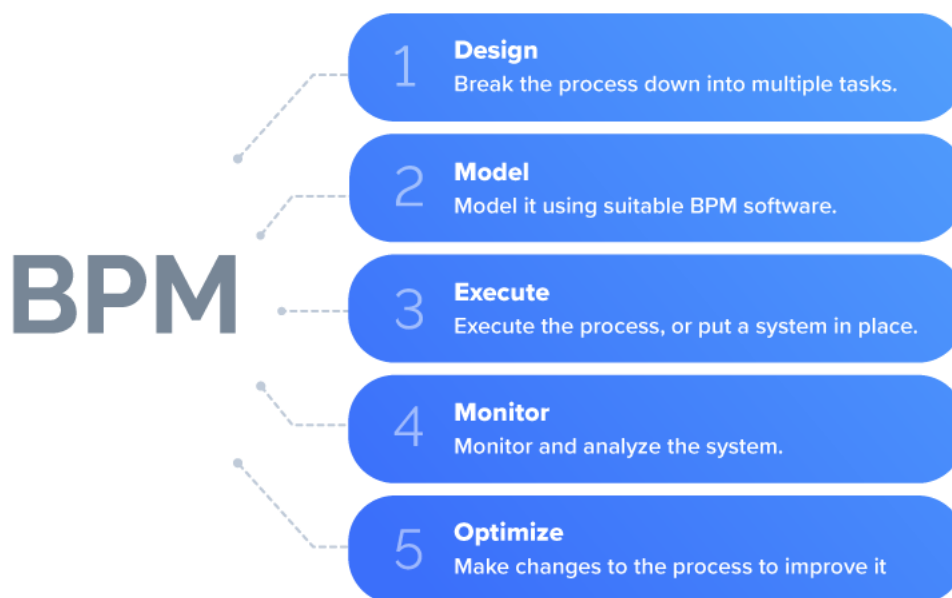 BPM
1
Design
Break the process down into multiple tasks.
2
Model
Model it using suitable BPM software.
3
Execute
Execute the process, or put a system in place.
4
Monitor
Monitor and analyze the system.
5
Optimize
Make changes to the process to improve it